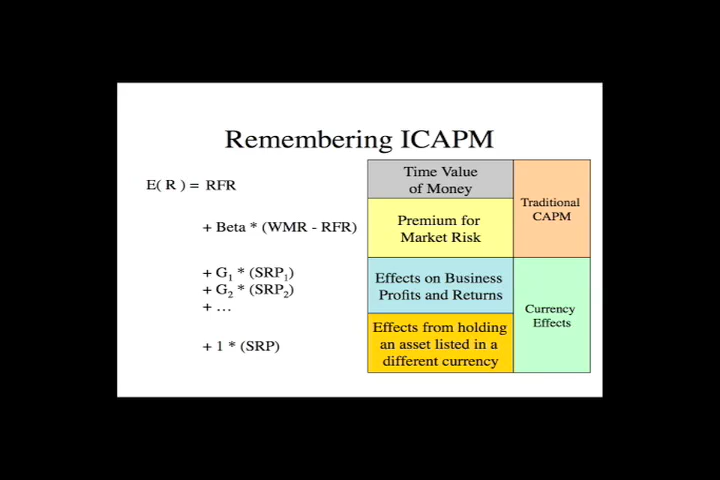 Remembering ICAPM
E( R ) = RFR
+ Beta * (WMR - RFR)
+ G₁ * (SRP₁)
+ G₂ * (SRP₂)
+ …
+ 1 * (SRP)
Time Value
of Money
Premium for
Market Risk
Effects on Business
Profits and Returns
Effects from holding
an asset listed in a
different currency
Traditional
CAPM
Currency
Effects